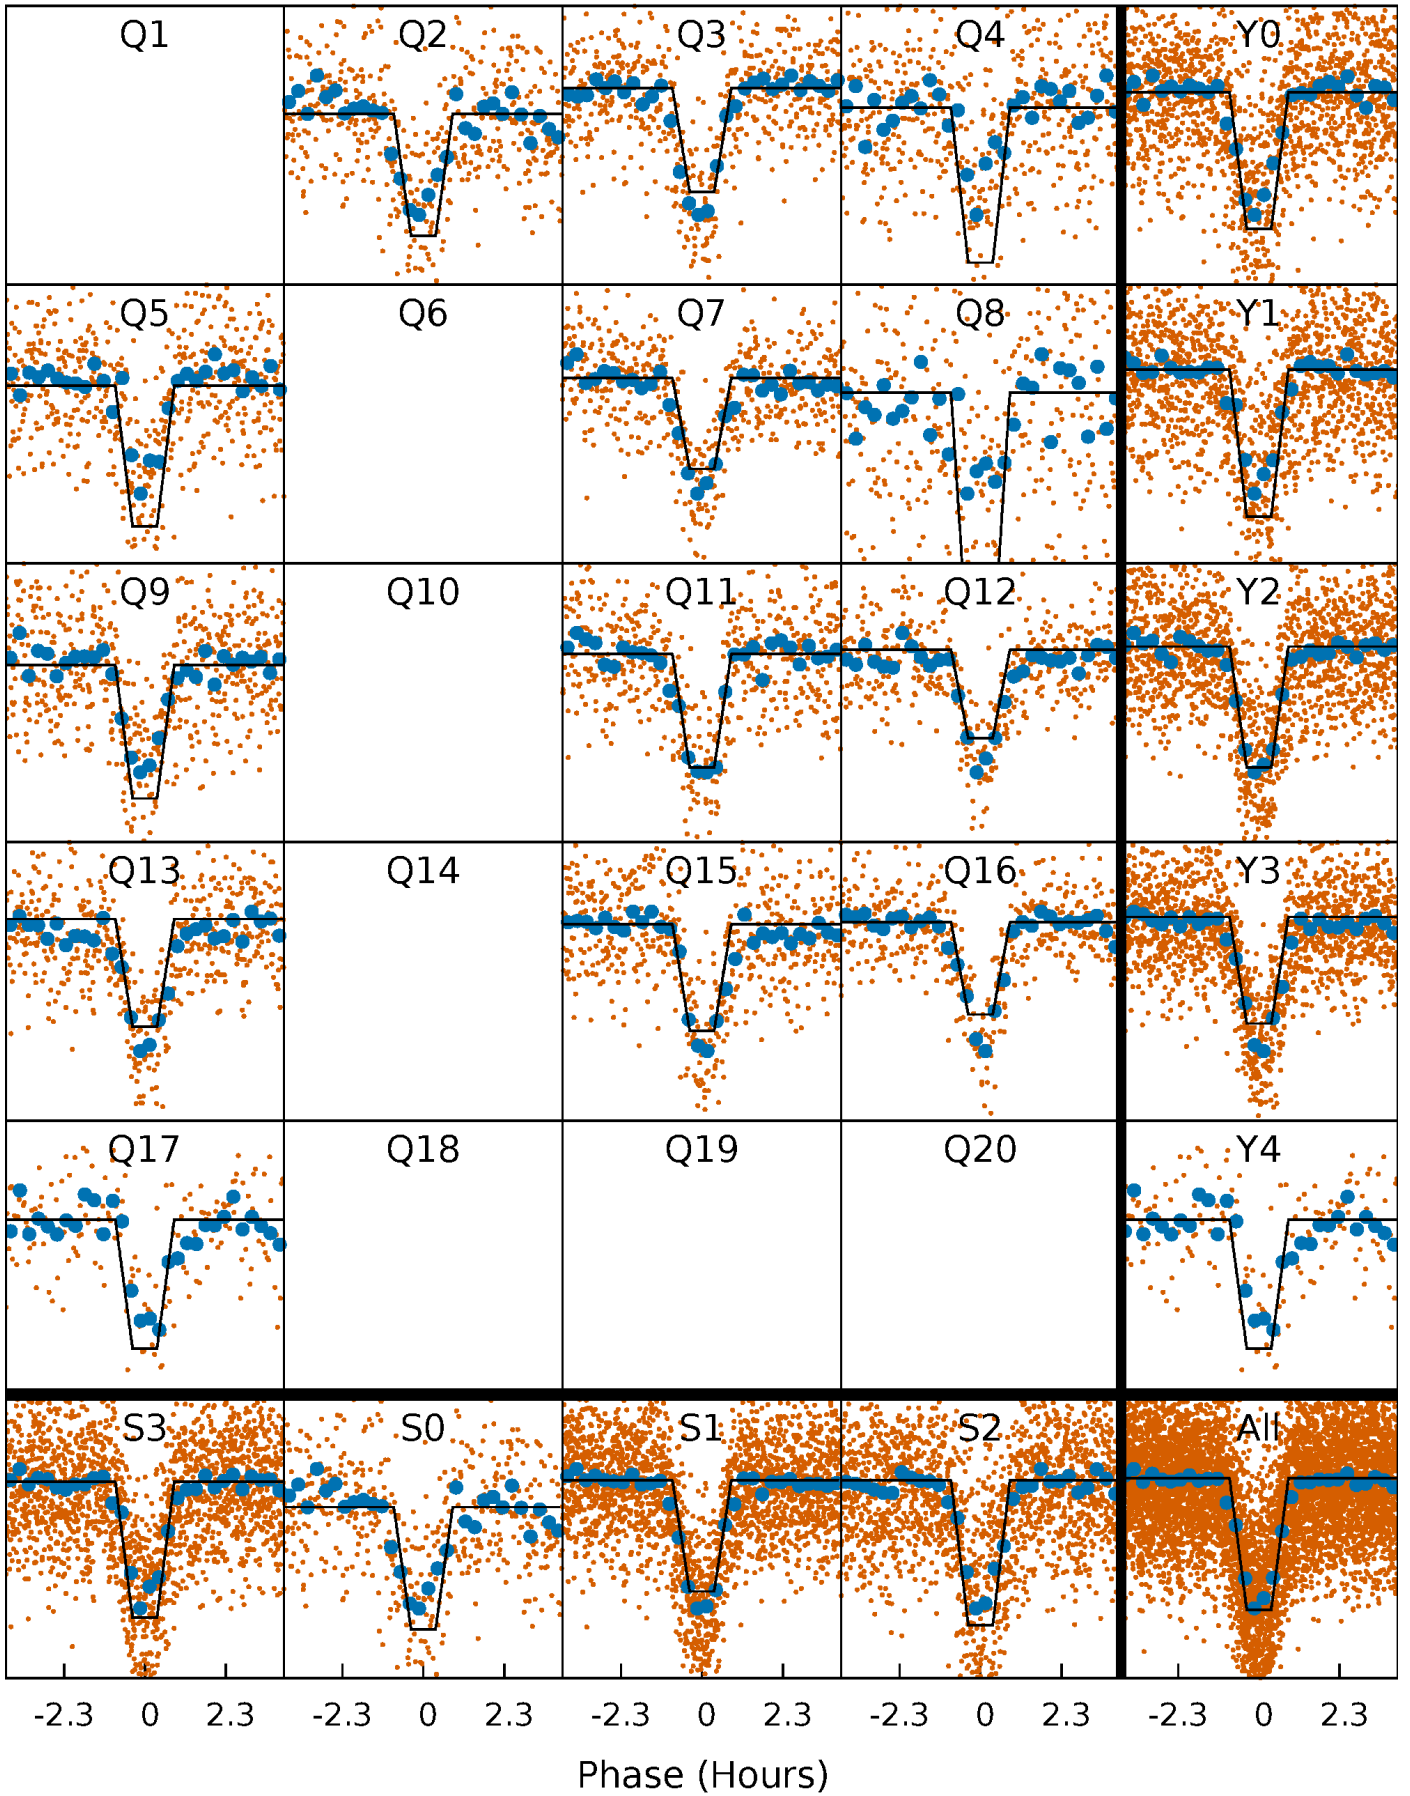 Q1 Q2 Q3 Q4 Y0
Q5 Q6 Q7 Q8 Y1
Q9 Q10 Q11 Q12 Y2
Q13 Q14 Q15 Q16 Y3
Q17 Q18 Q19 Q20 Y4
S3 S0 S1 S2 All
-2.3 0 2.3 -2.3 0 2.3 -2.3 0 2.3 -2.3 0 2.3 -2.3 0 2.3
Phase (Hours)